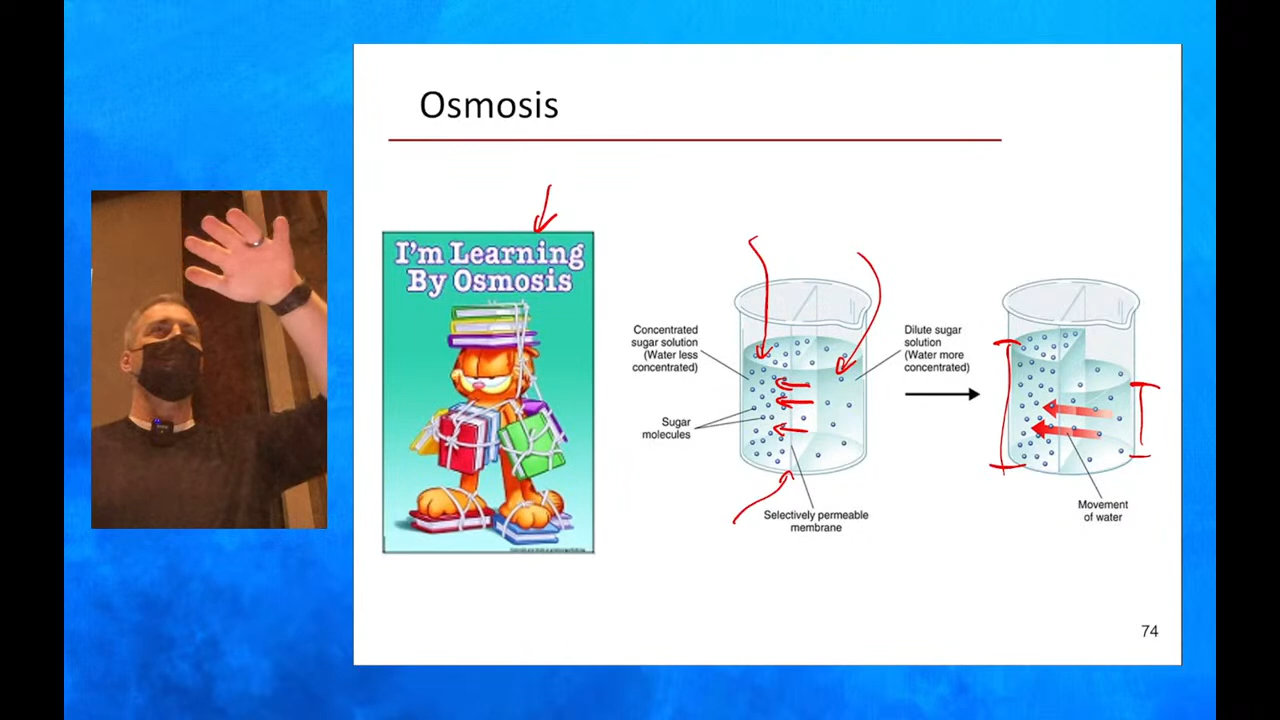 Osmosis
I'm Learning
By Osmosis
Concentrated
sugar solution
(Water less
concentrated)
Sugar
molecules
Selectively permeable
membrane
Dilute sugar
solution
(Water more
concentrated)
Movement
of water
74